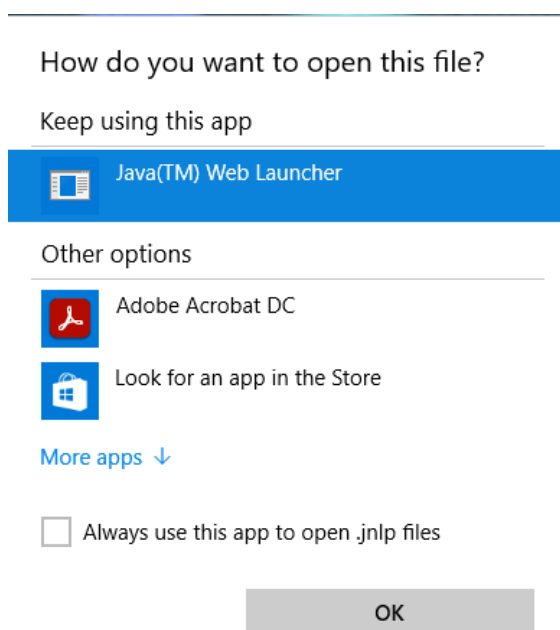 How do you want to open this file?
Keep using this app
Java(TM) Web Launcher
Other options
Adobe Acrobat DC
Look for an app in the Store
More apps ↓
Always use this app to open .jnlp files
OK